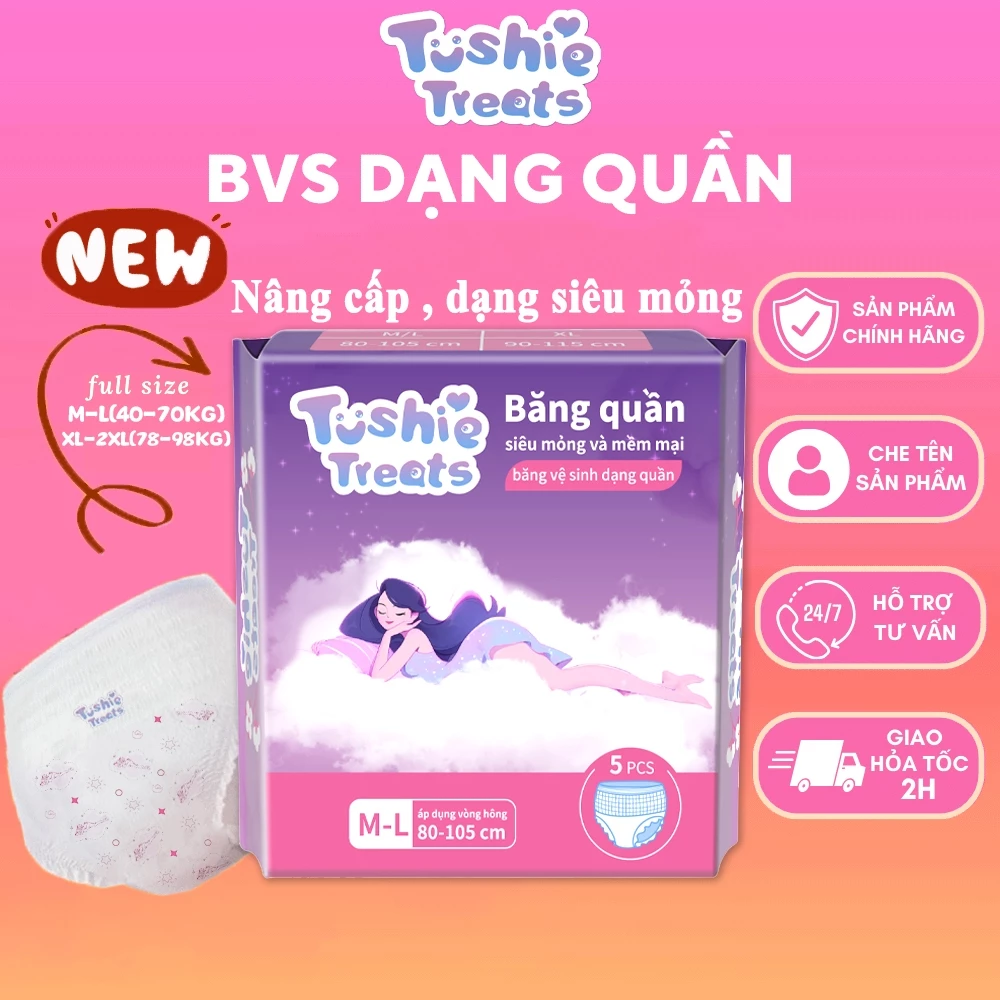 Tushie
Treats
BVS DẠNG QUẦN
NEW
Nâng cấp , dạng siêu mỏng
full size
M-L(40-70KG)
XL-2XL(78-98KG)
M/L
XL
80-105 cm
90-115 cm
Tushie
Treats
Băng quần
siêu mỏng và mềm mại
băng vệ sinh dạng quần
5 PCS
M-L
áp dụng vòng hông
80-105 cm
Tushie
Treats
SẢN PHẨM
CHÍNH HÃNG
CHE TÊN
SẢN PHẨM
24/7
HỖ TRỢ
TƯ VẤN
GIAO
HỎA TỐC
2H